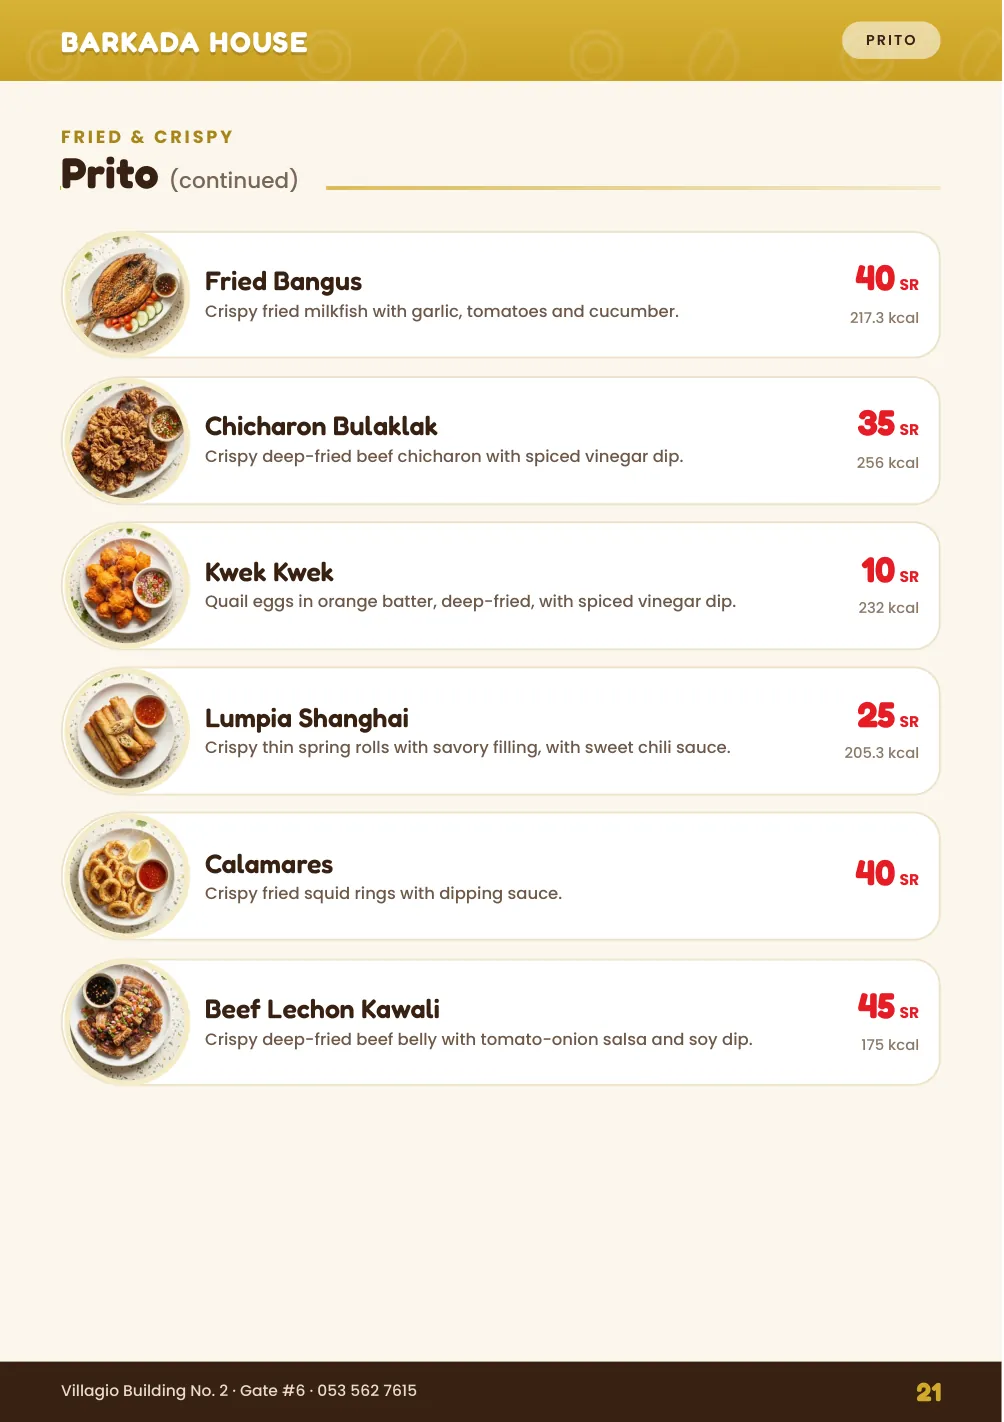 BARKADA HOUSE
PRITO
FRIED & CRISPY
Prito (continued)
Fried Bangus
Crispy fried milkfish with garlic, tomatoes and cucumber.
40 SR
217.3 kcal
Chicharon Bulaklak
Crispy deep-fried beef chicharon with spiced vinegar dip.
35 SR
256 kcal
Kwek Kwek
Quail eggs in orange batter, deep-fried, with spiced vinegar dip.
10 SR
232 kcal
Lumpia Shanghai
Crispy thin spring rolls with savory filling, with sweet chili sauce.
25 SR
205.3 kcal
Calamares
Crispy fried squid rings with dipping sauce.
40 SR
Beef Lechon Kawali
Crispy deep-fried beef belly with tomato-onion salsa and soy dip.
45 SR
175 kcal
Villagio Building No. 2 · Gate #6 · 053 562 7615
21